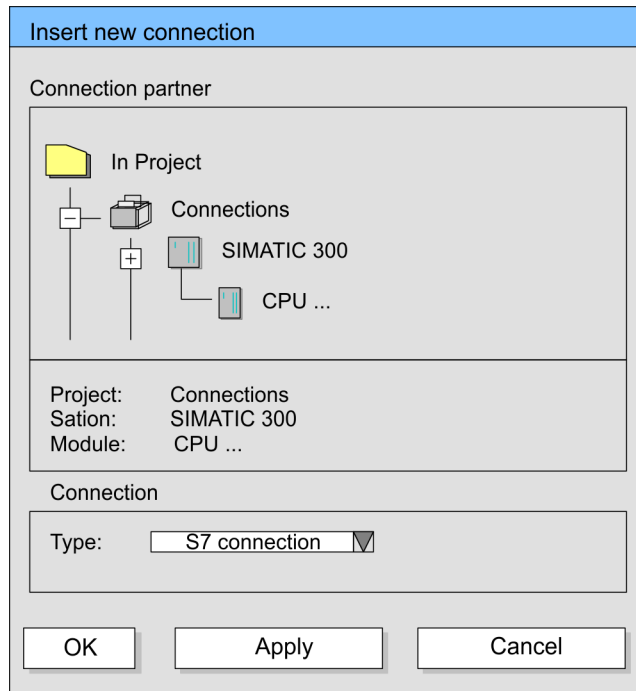 Insert new connection
Connection partner
In Project
Connections
SIMATIC 300
CPU ...
Project: Connections
Sation: SIMATIC 300
Module: CPU ...
Connection
Type: S7 connection
OK Apply Cancel